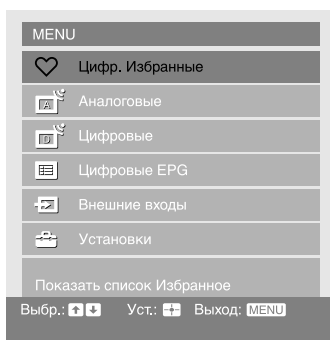 MENU
Цифр. Избранные
Аналоговые
Цифровые
Цифровые EPG
Внешние входы
Установки
Показать список Избранное
Выбр.: Уст.: Выход: MENU